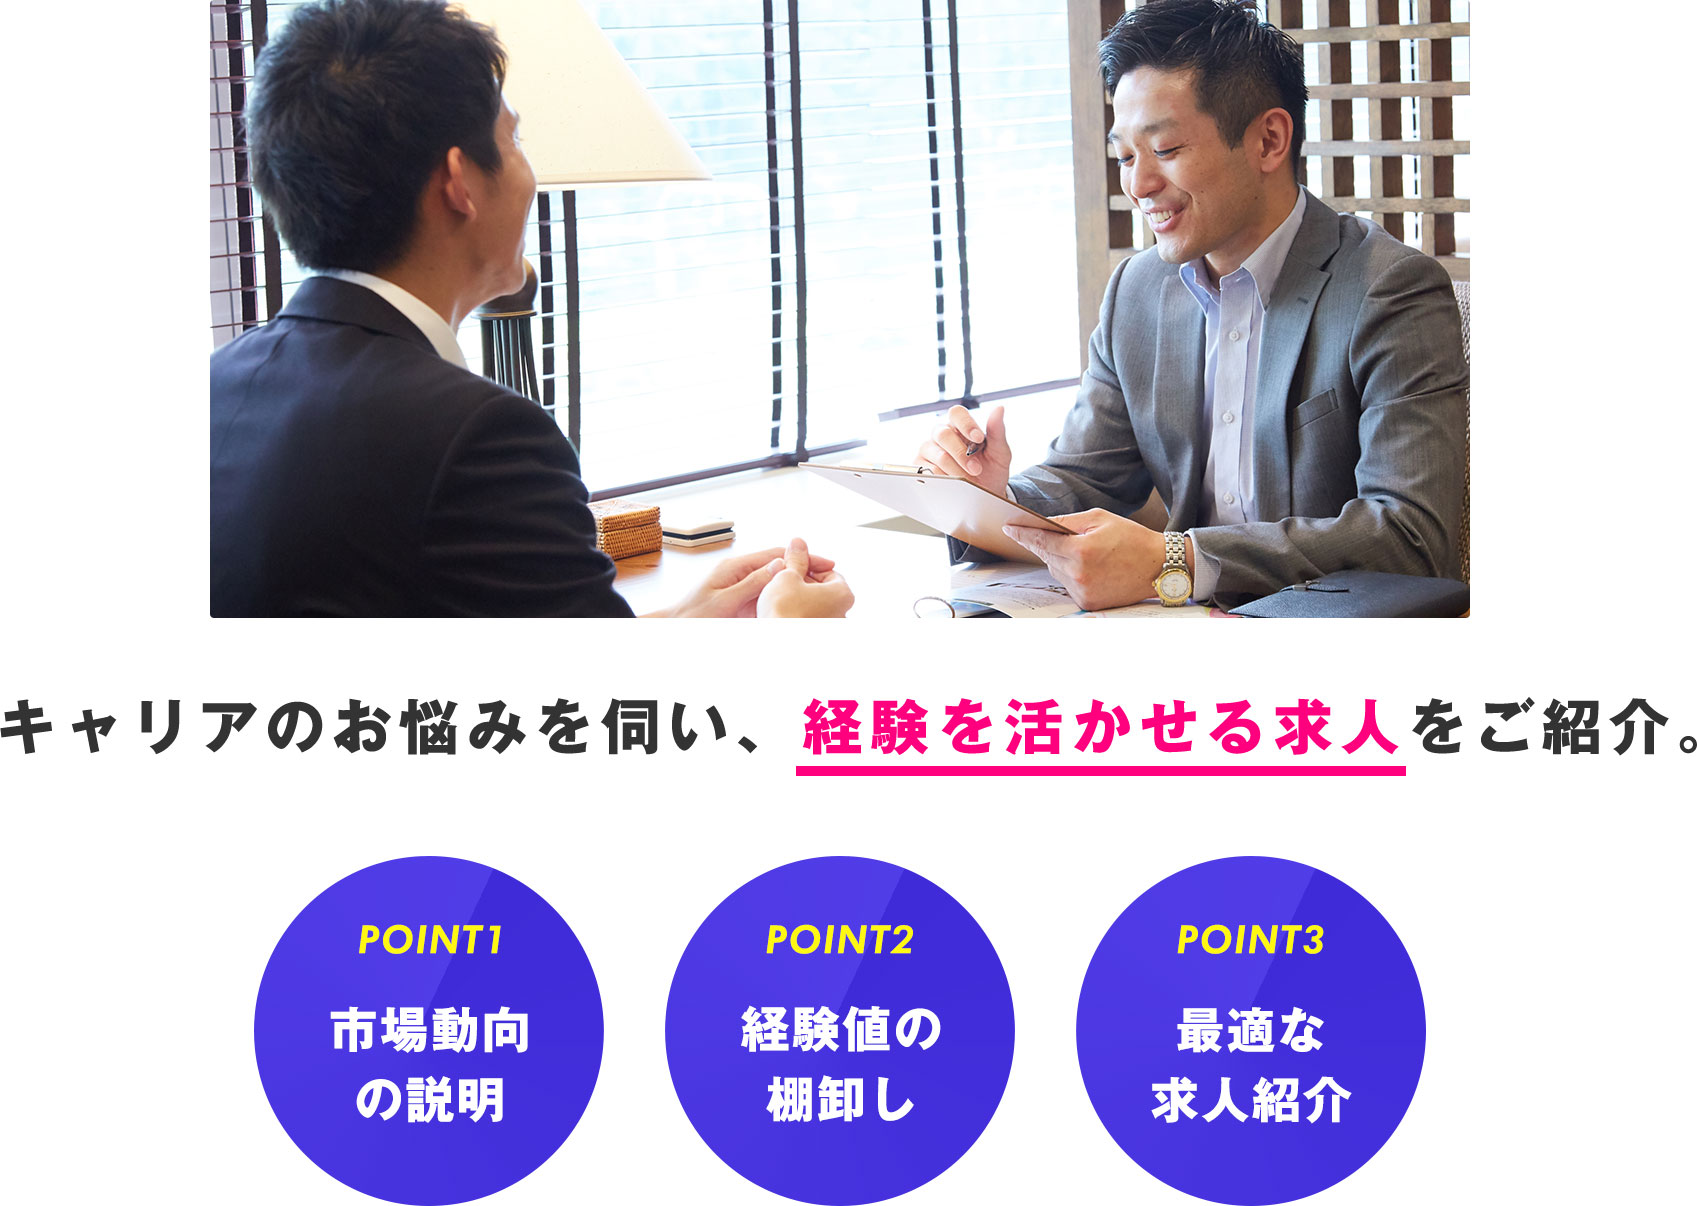 キャリアのお悩みを伺い、経験を活かせる求人をご紹介。
POINT1
市場動向
の説明
POINT2
経験値の
棚卸し
POINT3
最適な
求人紹介